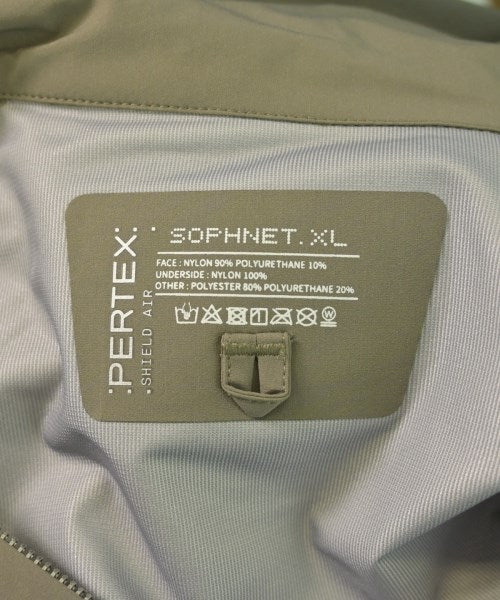 PERTEX
SHIELD AIR
SOPHNET. XL
FACE : NYLON 90% POLYURETHANE 10%
UNDERSIDE : NYLON 100%
OTHER : POLYESTER 80% POLYURETHANE 20%